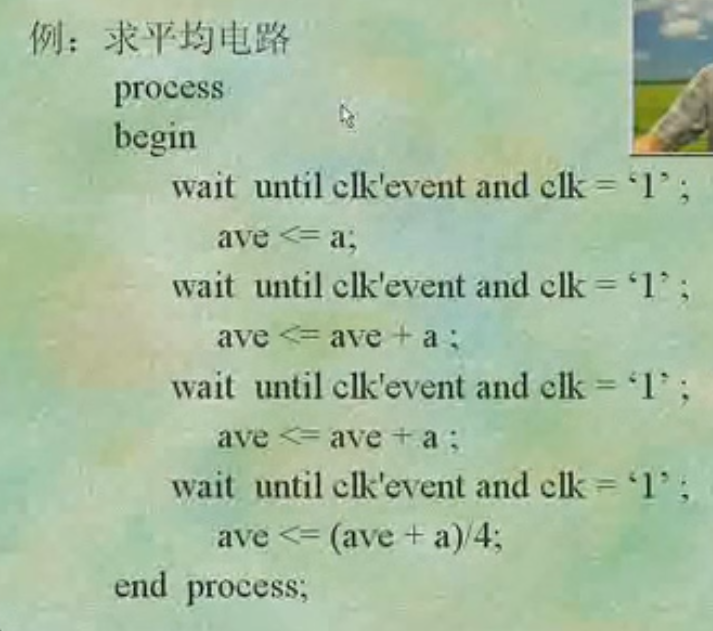 例：求平均电路
process
begin
wait until clk'event and clk = ‘1’ ;
ave <= a;
wait until clk'event and clk = ‘1’ ;
ave <= ave + a ;
wait until clk'event and clk = ‘1’ ;
ave <= ave + a ;
wait until clk'event and clk = ‘1’ ;
ave <= (ave + a)/4;
end process;